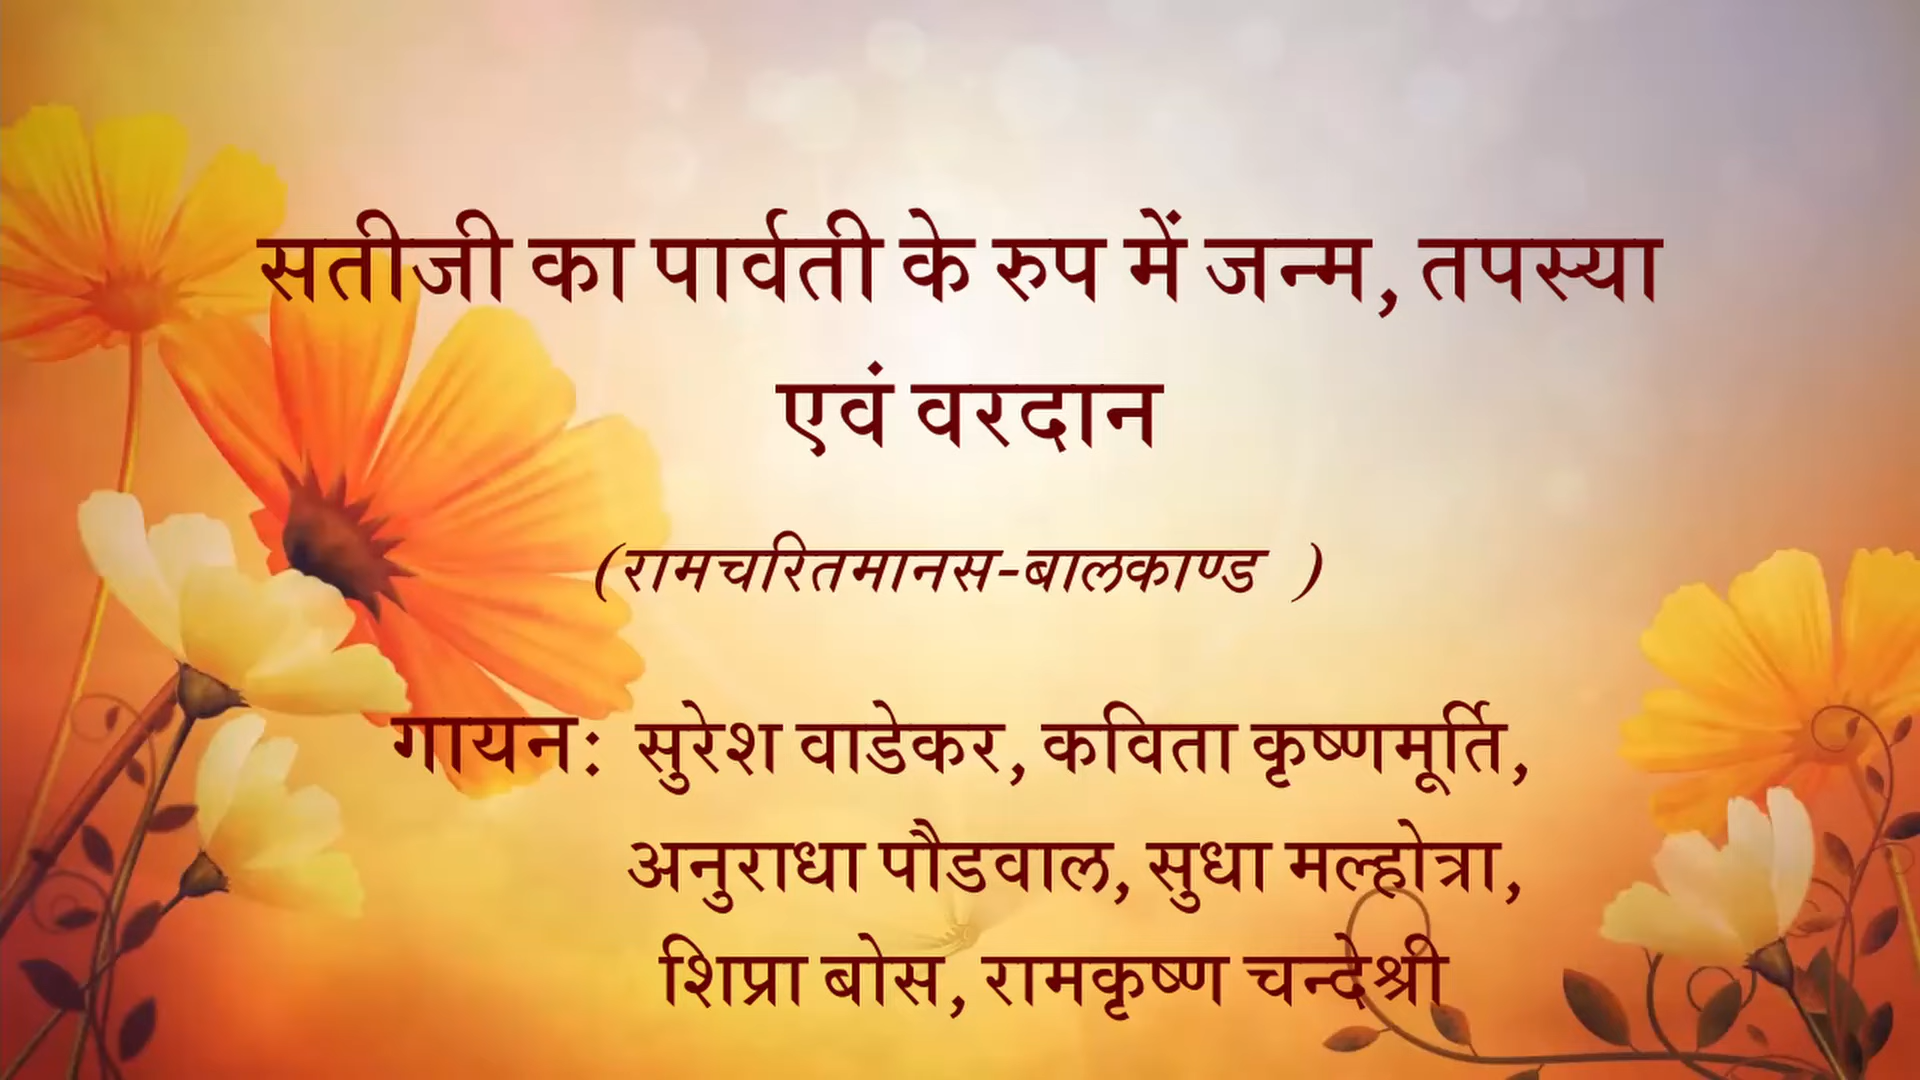 सतीजी का पार्वती के रुप में जन्म, तपस्या
एवं वरदान
(रामचरितमानस-बालकाण्ड )
गायन: सुरेश वाडेकर, कविता कृष्णमूर्ति,
अनुराधा पौडवाल, सुधा मल्होत्रा,
शिप्रा बोस, रामकृष्ण चन्देश्री